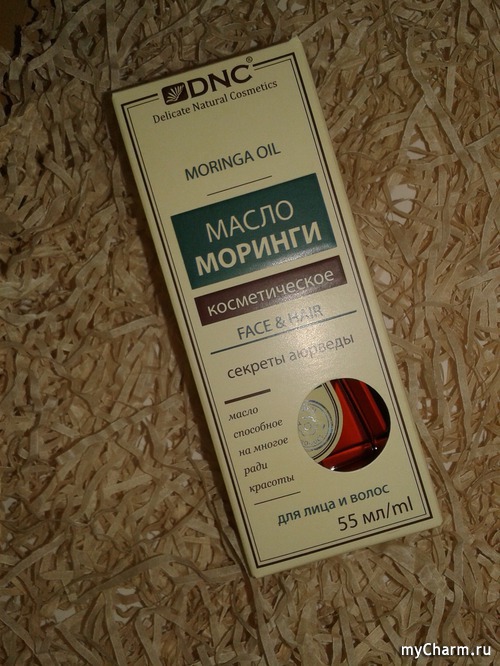 DNC®
Delicate Natural Cosmetics
MORINGA OIL
МАСЛО
МОРИНГИ
косметическое
FACE & HAIR
секреты аюрведы
масло
способное
на многое
ради
красоты
для лица и волос
55 мл/ml
myCharm.ru